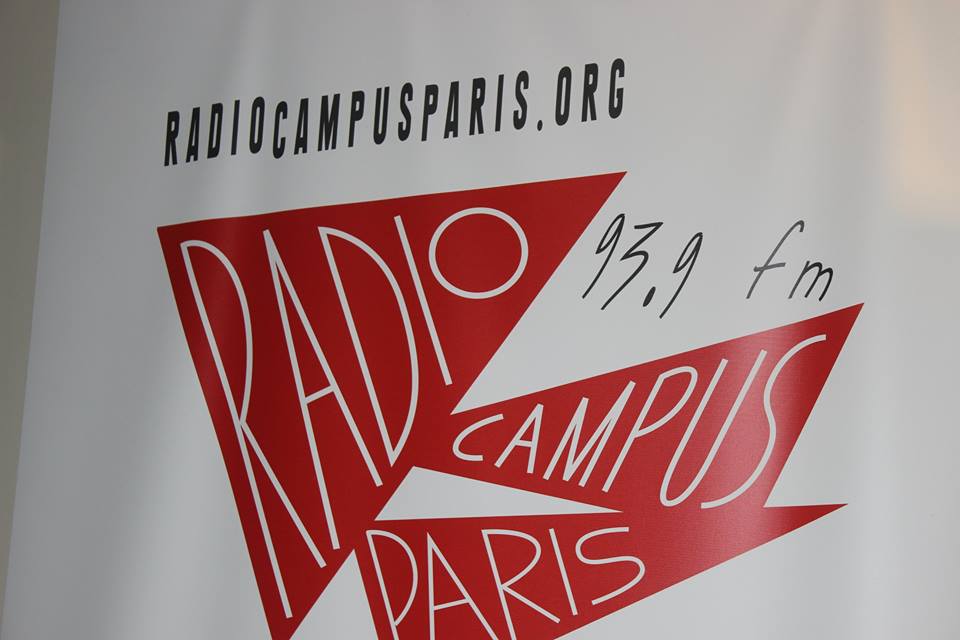 RADIOCAMPUSPARIS.ORG
RADIO
93.9 fm
CAMPUS
PARIS